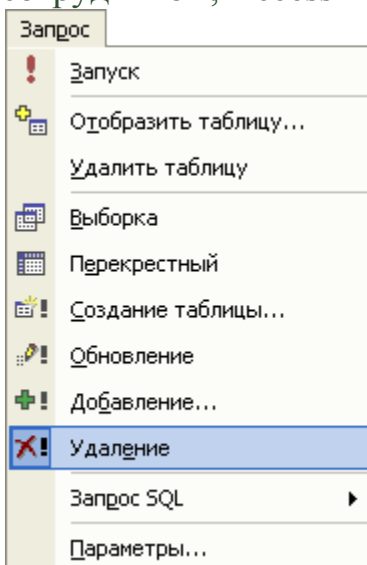 Запрос
Запуск
Отобразить таблицу...
Удалить таблицу
Выборка
Перекрестный
Создание таблицы...
Обновление
Добавление...
Удаление
Запрос SQL
Параметры...